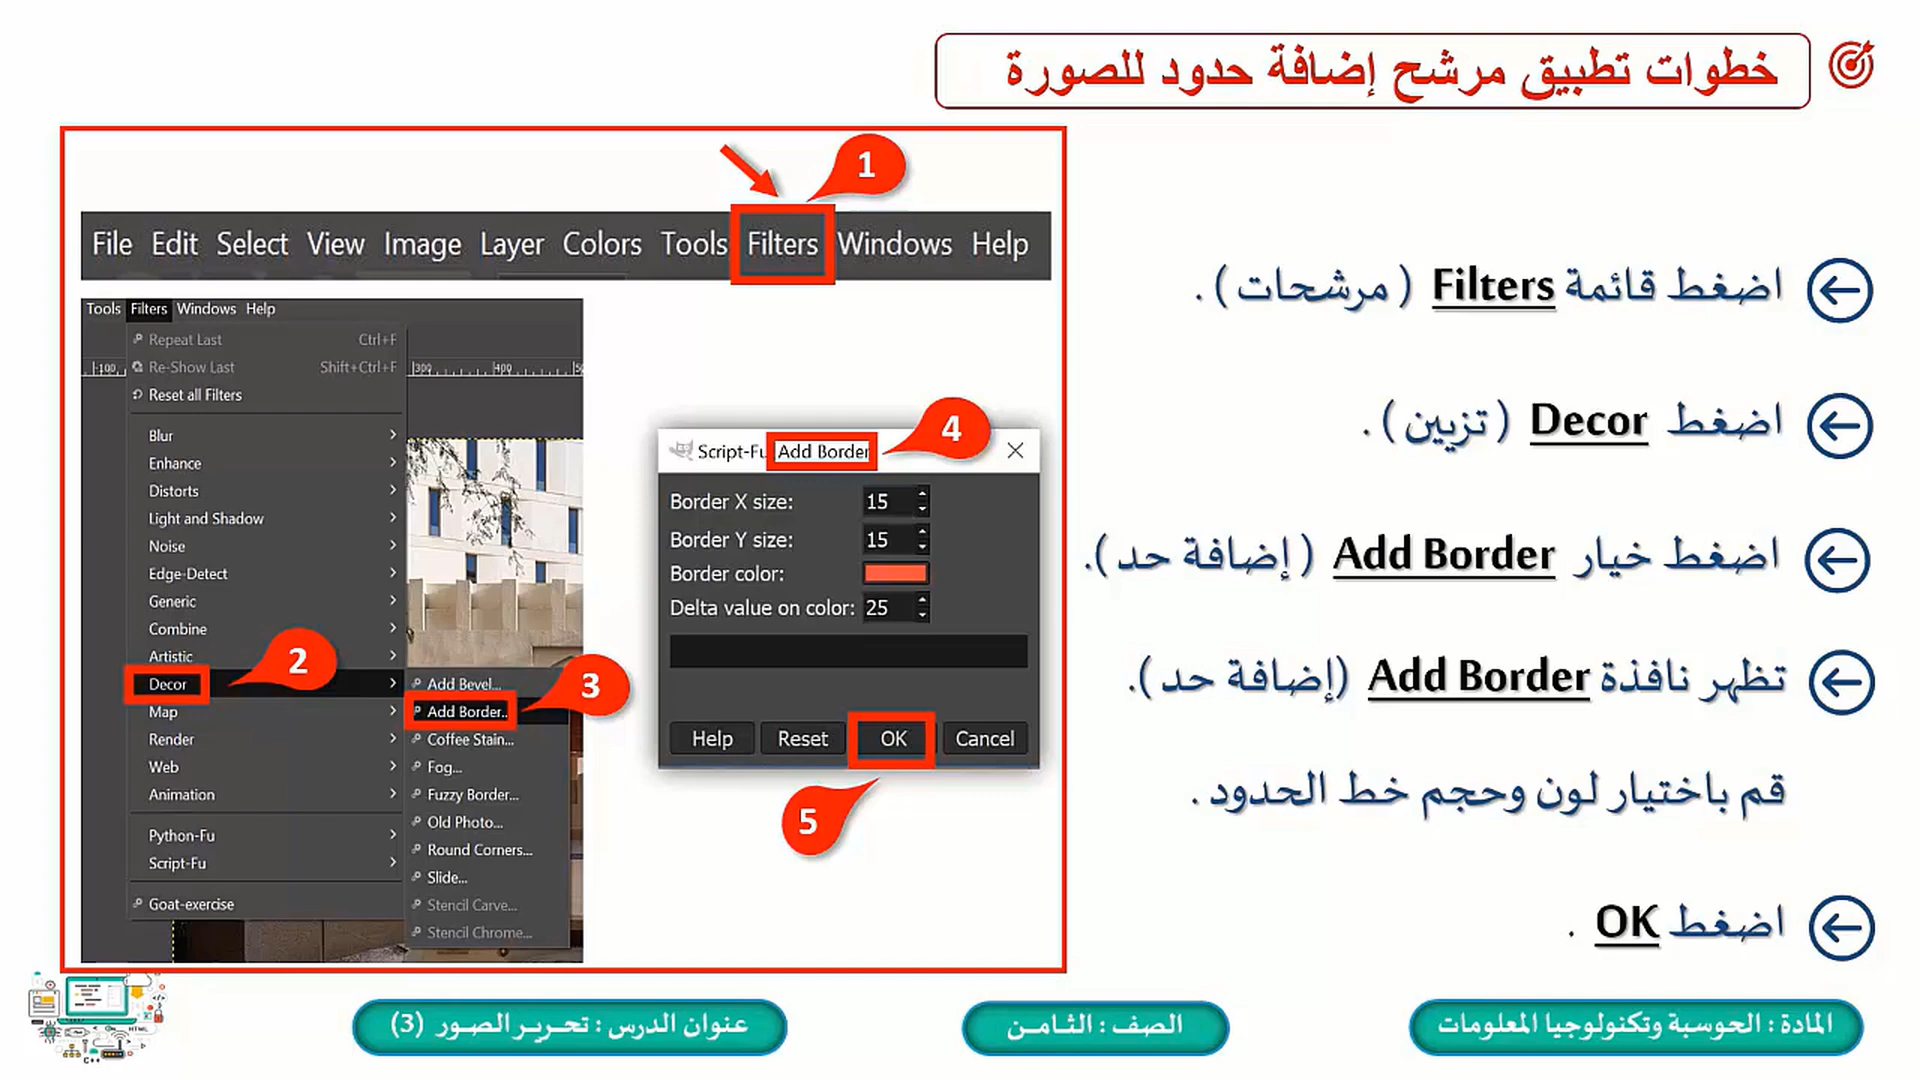 خطوات تطبيق مرشح إضافة حدود للصورة
اضغط قائمة Filters ( مرشحات ) .
اضغط Decor ( تزيين ) .
اضغط خيار Add Border ( إضافة حد ).
تظهر نافذة Add Border (إضافة حد ).
قم باختيار لون وحجم خط الحدود .
اضغط OK .
1
File Edit Select View Image Layer Colors Tools Filters Windows Help
Tools Filters Windows Help
Repeat Last Ctrl+F
Re-Show Last Shift+Ctrl+F
Reset all Filters
-100 300 400
Blur
Enhance
Distorts
Light and Shadow
Noise
Edge-Detect
Generic
Combine
Artistic
Decor
Map
Render
Web
Animation
Python-Fu
Script-Fu
Goat-exercise
2
Add Bevel...
Add Border...
Coffee Stain...
Fog...
Fuzzy Border...
Old Photo...
Round Corners...
Slide...
Stencil Carve...
Stencil Chrome...
3
4
Script-Fu Add Border
Border X size: 15
Border Y size: 15
Border color:
Delta value on color: 25
Help Reset OK Cancel
5
المادة : الحوسبة وتكنولوجيا المعلومات
الصف : الثامن
عنوان الدرس : تحرير الصور (3)
HTML
C++